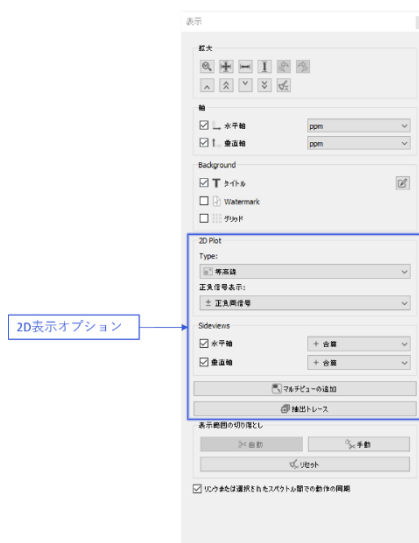 表示
拡大
軸
水平軸 ppm
垂直軸 ppm
Background
タイトル
Watermark
グリッド
2D Plot
Type:
等高線
正負信号表示:
± 正負両信号
Sideviews
水平軸 + 合算
垂直軸 + 合算
マルチビューの追加
抽出トレース
表示範囲の切り落とし
自動 手動
リセット
リンクまたは選択されたスペクトル間での動作の同期
2D表示オプション